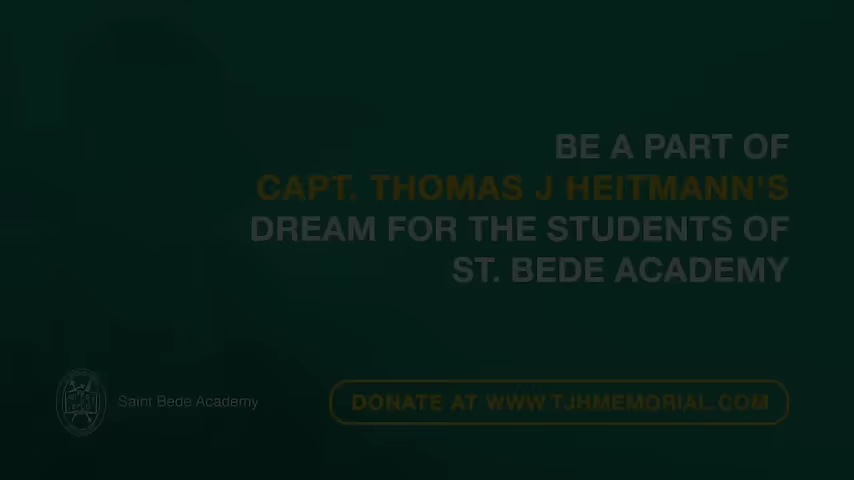 BE A PART OF
CAPT. THOMAS J HEITMANN'S
DREAM FOR THE STUDENTS OF
ST. BEDE ACADEMY
Saint Bede Academy
DONATE AT WWW.TJHMEMORIAL.COM